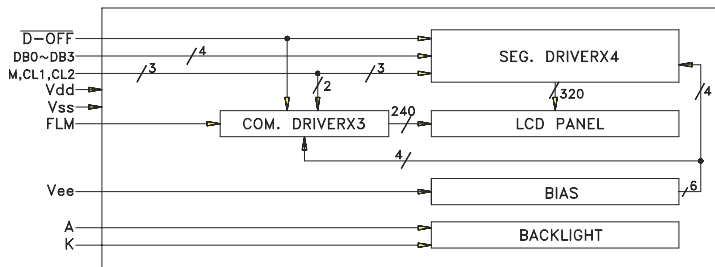 D-OFF
DB0~DB3
4
SEG. DRIVERX4
M,CL1,CL2
3
3
2
Vdd
320
4
Vss
FLM
COM. DRIVERX3
240
LCD PANEL
4
Vee
BIAS
6
A
BACKLIGHT
K